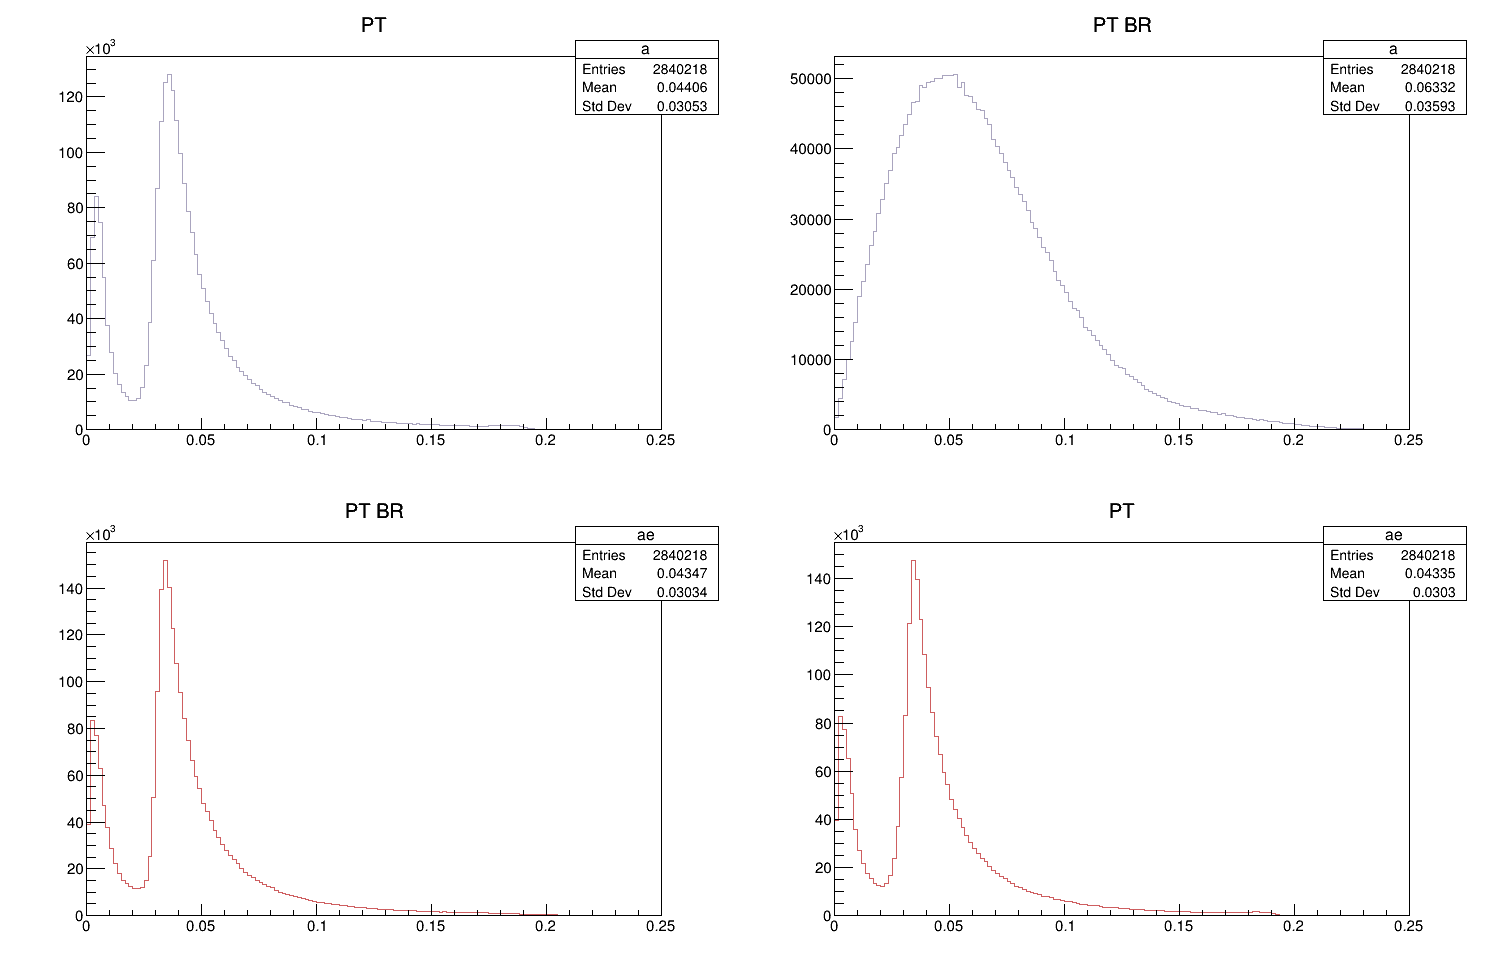 PT
×10³
a
Entries 2840218
Mean 0.04406
Std Dev 0.03053
120
100
80
60
40
20
0
0 0.05 0.1 0.15 0.2 0.25
PT BR
a
Entries 2840218
Mean 0.06332
Std Dev 0.03593
50000
40000
30000
20000
10000
0
0 0.05 0.1 0.15 0.2 0.25
PT BR
×10³
ae
Entries 2840218
Mean 0.04347
Std Dev 0.03034
140
120
100
80
60
40
20
0
0 0.05 0.1 0.15 0.2 0.25
PT
×10³
ae
Entries 2840218
Mean 0.04335
Std Dev 0.0303
140
120
100
80
60
40
20
0
0 0.05 0.1 0.15 0.2 0.25